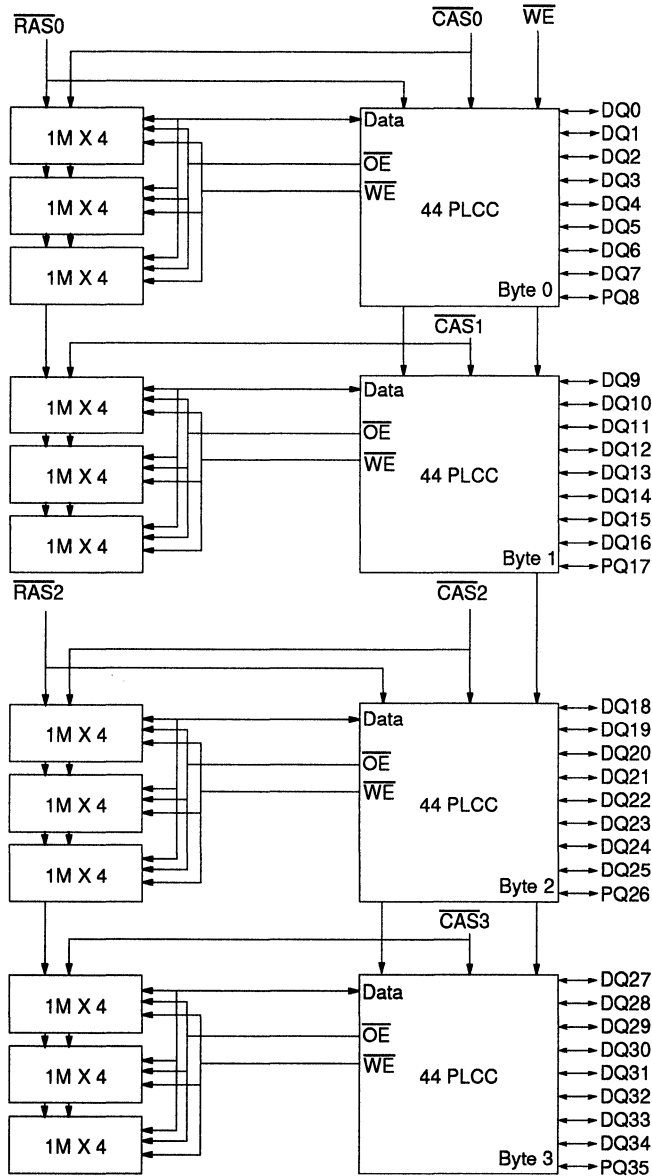 RAS0 CAS0 WE
1M X 4
1M X 4
1M X 4
Data
OE
WE
44 PLCC
Byte 0
DQ0
DQ1
DQ2
DQ3
DQ4
DQ5
DQ6
DQ7
PQ8
CAS1
1M X 4
1M X 4
1M X 4
Data
OE
WE
44 PLCC
Byte 1
DQ9
DQ10
DQ11
DQ12
DQ13
DQ14
DQ15
DQ16
PQ17
RAS2 CAS2
1M X 4
1M X 4
1M X 4
Data
OE
WE
44 PLCC
Byte 2
DQ18
DQ19
DQ20
DQ21
DQ22
DQ23
DQ24
DQ25
PQ26
CAS3
1M X 4
1M X 4
1M X 4
Data
OE
WE
44 PLCC
Byte 3
DQ27
DQ28
DQ29
DQ30
DQ31
DQ32
DQ33
DQ34
PQ35